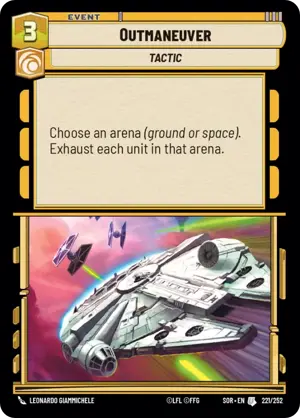 EVENT
3
OUTMANEUVER
TACTIC
Choose an arena (ground or space).
Exhaust each unit in that arena.
LEONARDO GIAMMICHELE ©LFL ©FFG SOR • EN U 221/252